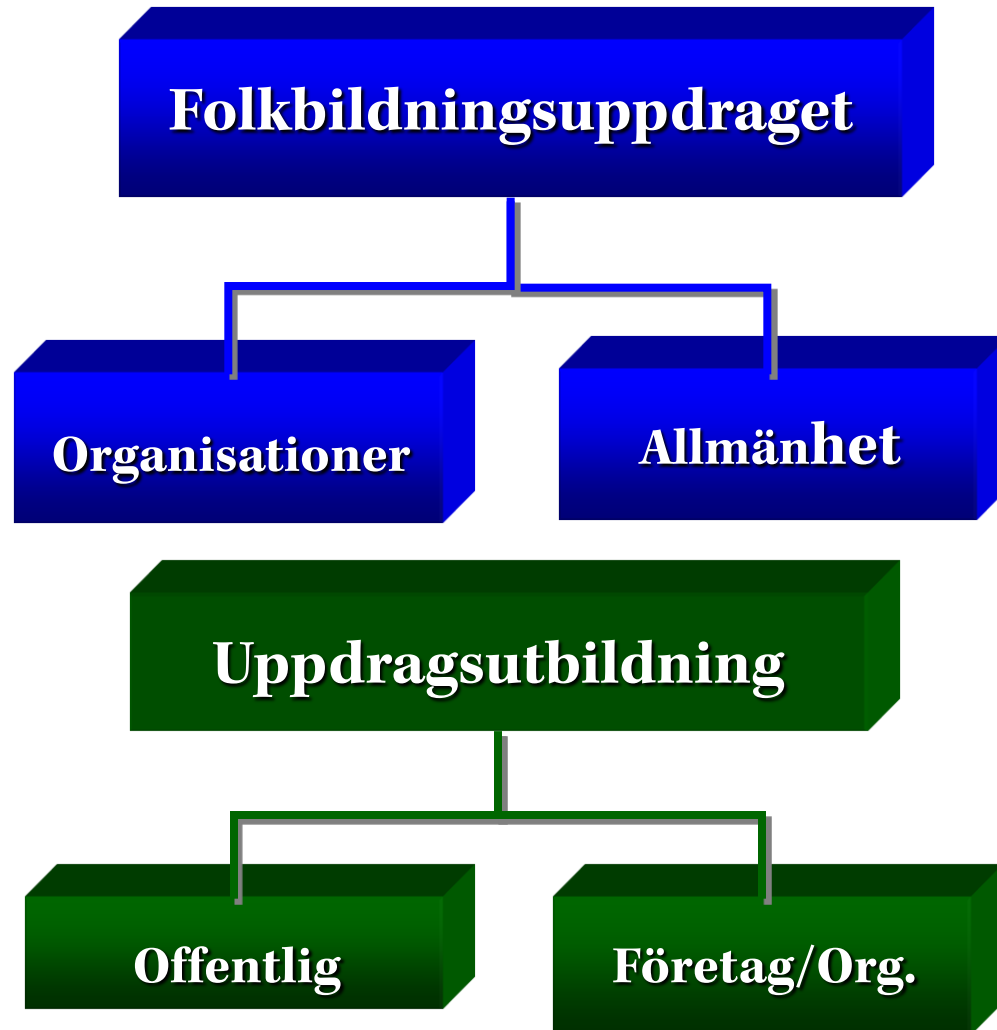 Folkbildningsuppdraget
Organisationer
Allmänhet
Uppdragsutbildning
Offentlig
Företag/Org.